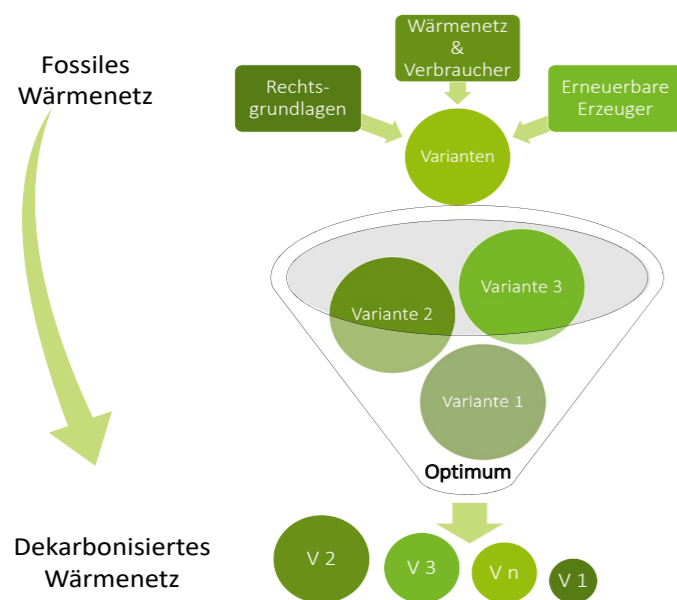 Fossiles
Wärmenetz
Wärmenetz
&
Verbraucher
Rechts-
grundlagen
Erneuerbare
Erzeuger
Varianten
Variante 3
Variante 2
Variante 1
Optimum
Dekarbonisiertes
Wärmenetz
V 2
V 3
V n
V 1